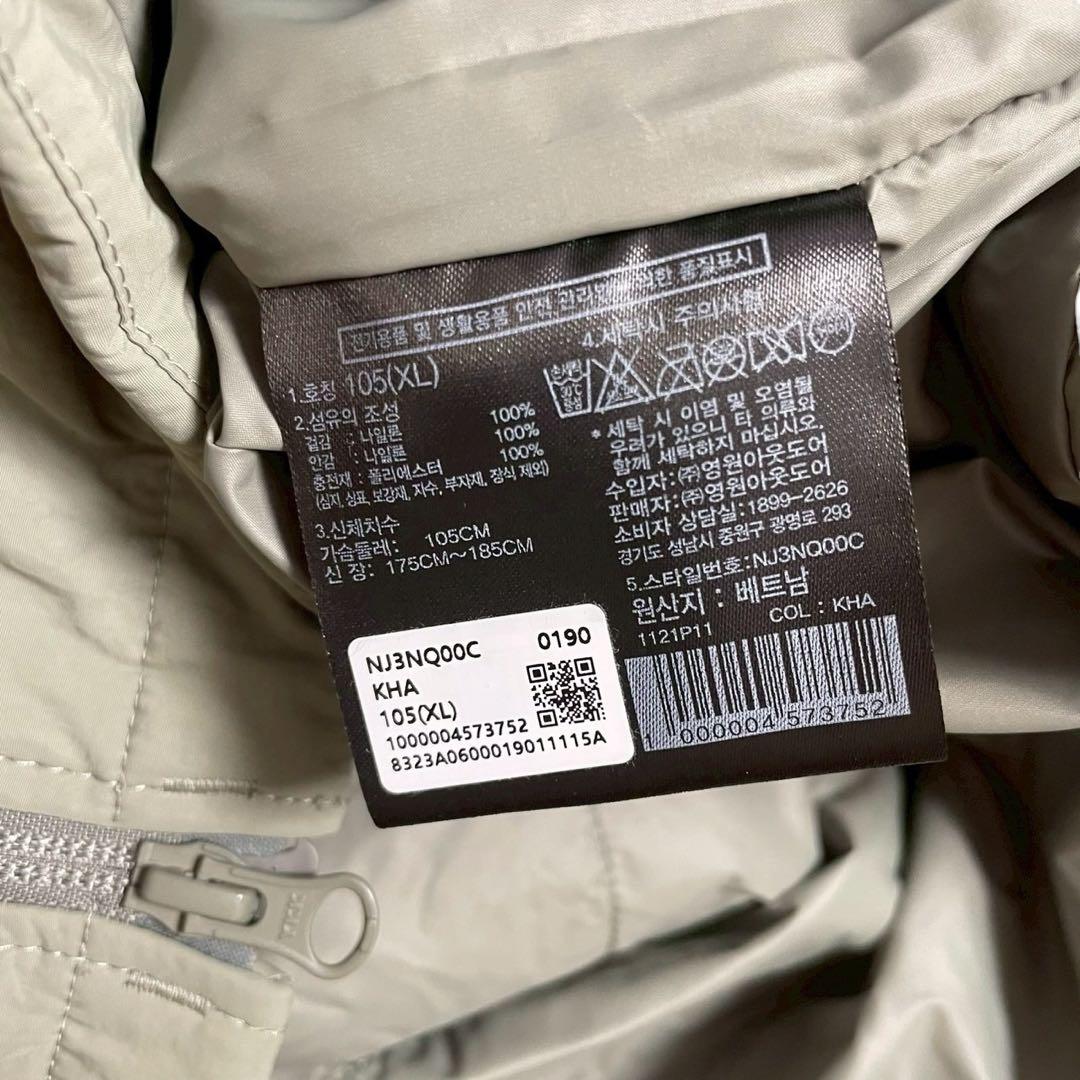 전기용품 및 생활용품 안전 관리법에 의한 품질표시
1.호칭 105(XL)
2.섬유의 조성
겉감 : 나일론 100%
안감 : 나일론 100%
충전재 : 폴리에스터 100%
(심지, 상표, 보강재, 자수, 부자재, 장식 제외)
3.신체치수
가슴둘레: 105CM
신 장: 175CM~185CM
4.세탁시 주의사항
* 세탁 시 이염 및 오염될
우려가 있으니 타 의류와
함께 세탁하지 마십시오.
수입자: (주)영원아웃도어
판매자: (주)영원아웃도어
소비자 상담실:1899-2626
경기도 성남시 중원구 광명로 293
5.스타일번호:NJ3NQ00C
원산지 : 베트남
1121P11 COL : KHA
000004 573752
NJ3NQ00C 0190
KHA
105(XL)
1000004573752
8323A0600019011115A
YKK